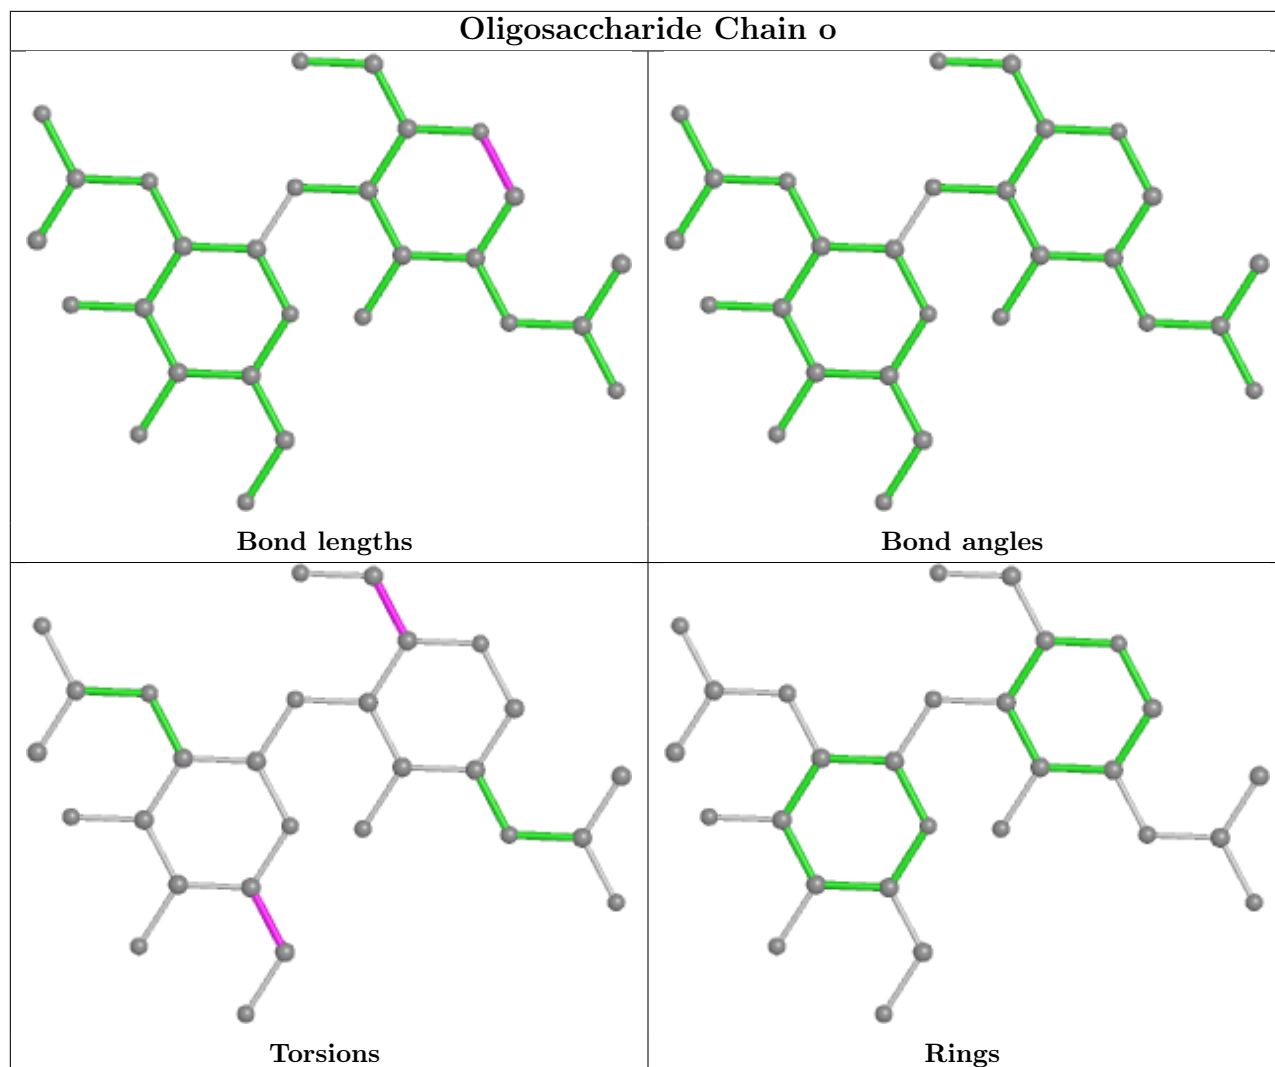 Oligosaccharide Chain o
Bond lengths
Bond angles
Torsions
Rings